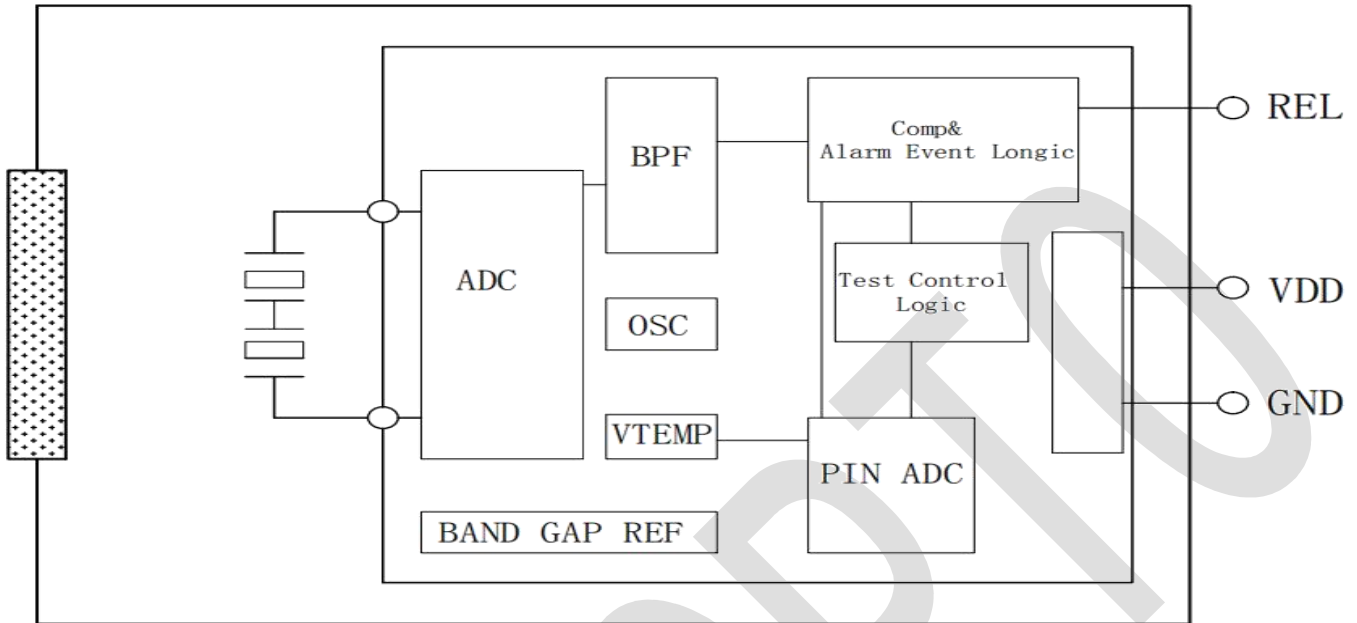 REL
Comp&
Alarm Event Longic
BPF
ADC
Test Control
Logic
VDD
OSC
GND
VTEMP
PIN ADC
BAND GAP REF
PTO